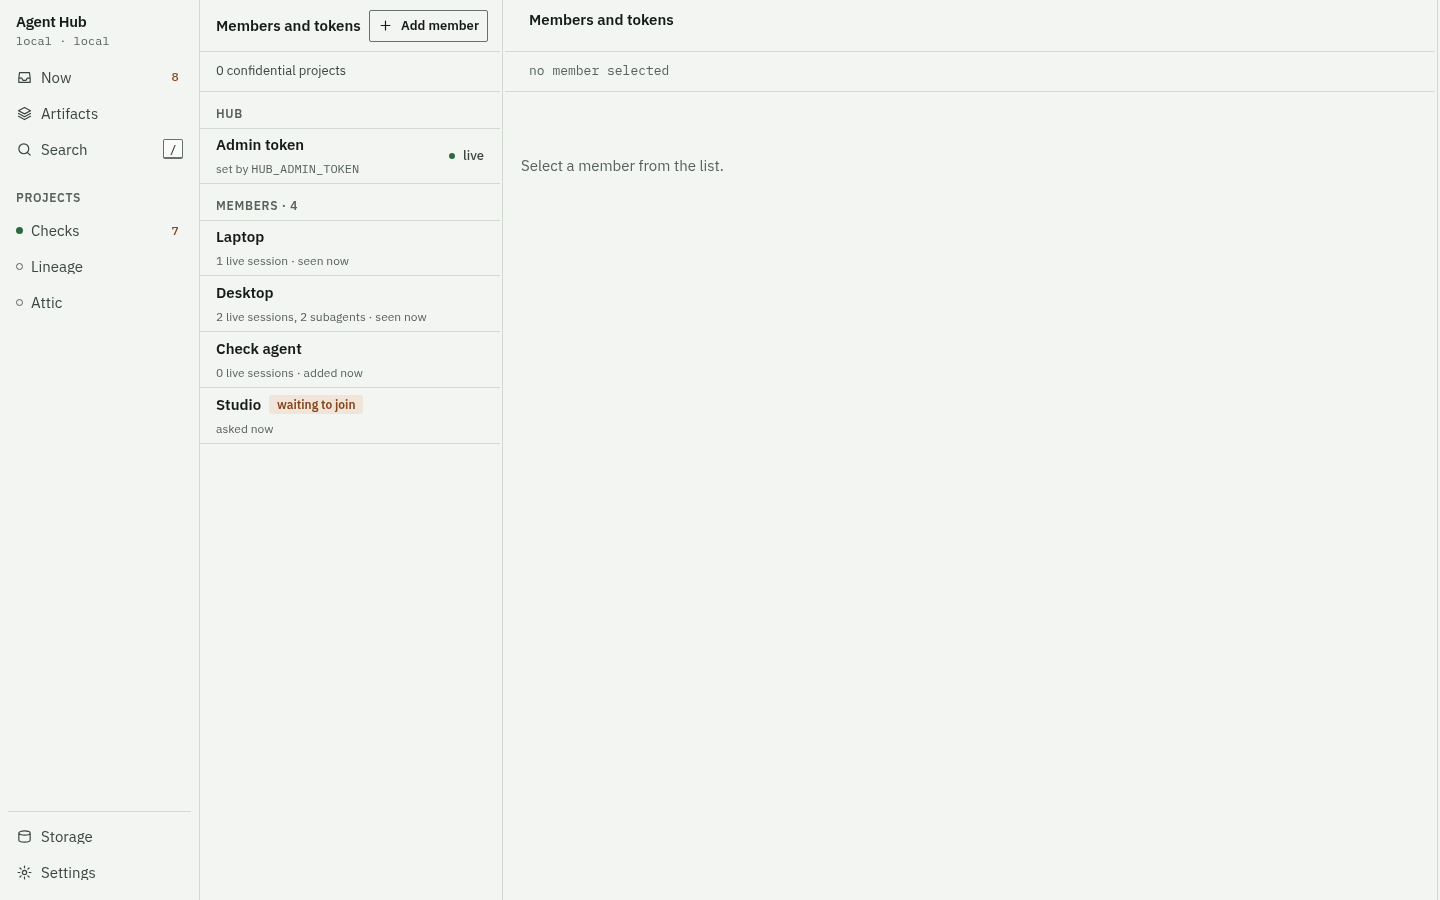 Agent Hub
local · local
Now 8
Artifacts
Search /
PROJECTS
Checks 7
Lineage
Attic
Storage
Settings
Members and tokens
+ Add member
0 confidential projects
HUB
Admin token
set by HUB_ADMIN_TOKEN
live
MEMBERS · 4
Laptop
1 live session · seen now
Desktop
2 live sessions, 2 subagents · seen now
Check agent
0 live sessions · added now
Studio waiting to join
asked now
Members and tokens
no member selected
Select a member from the list.